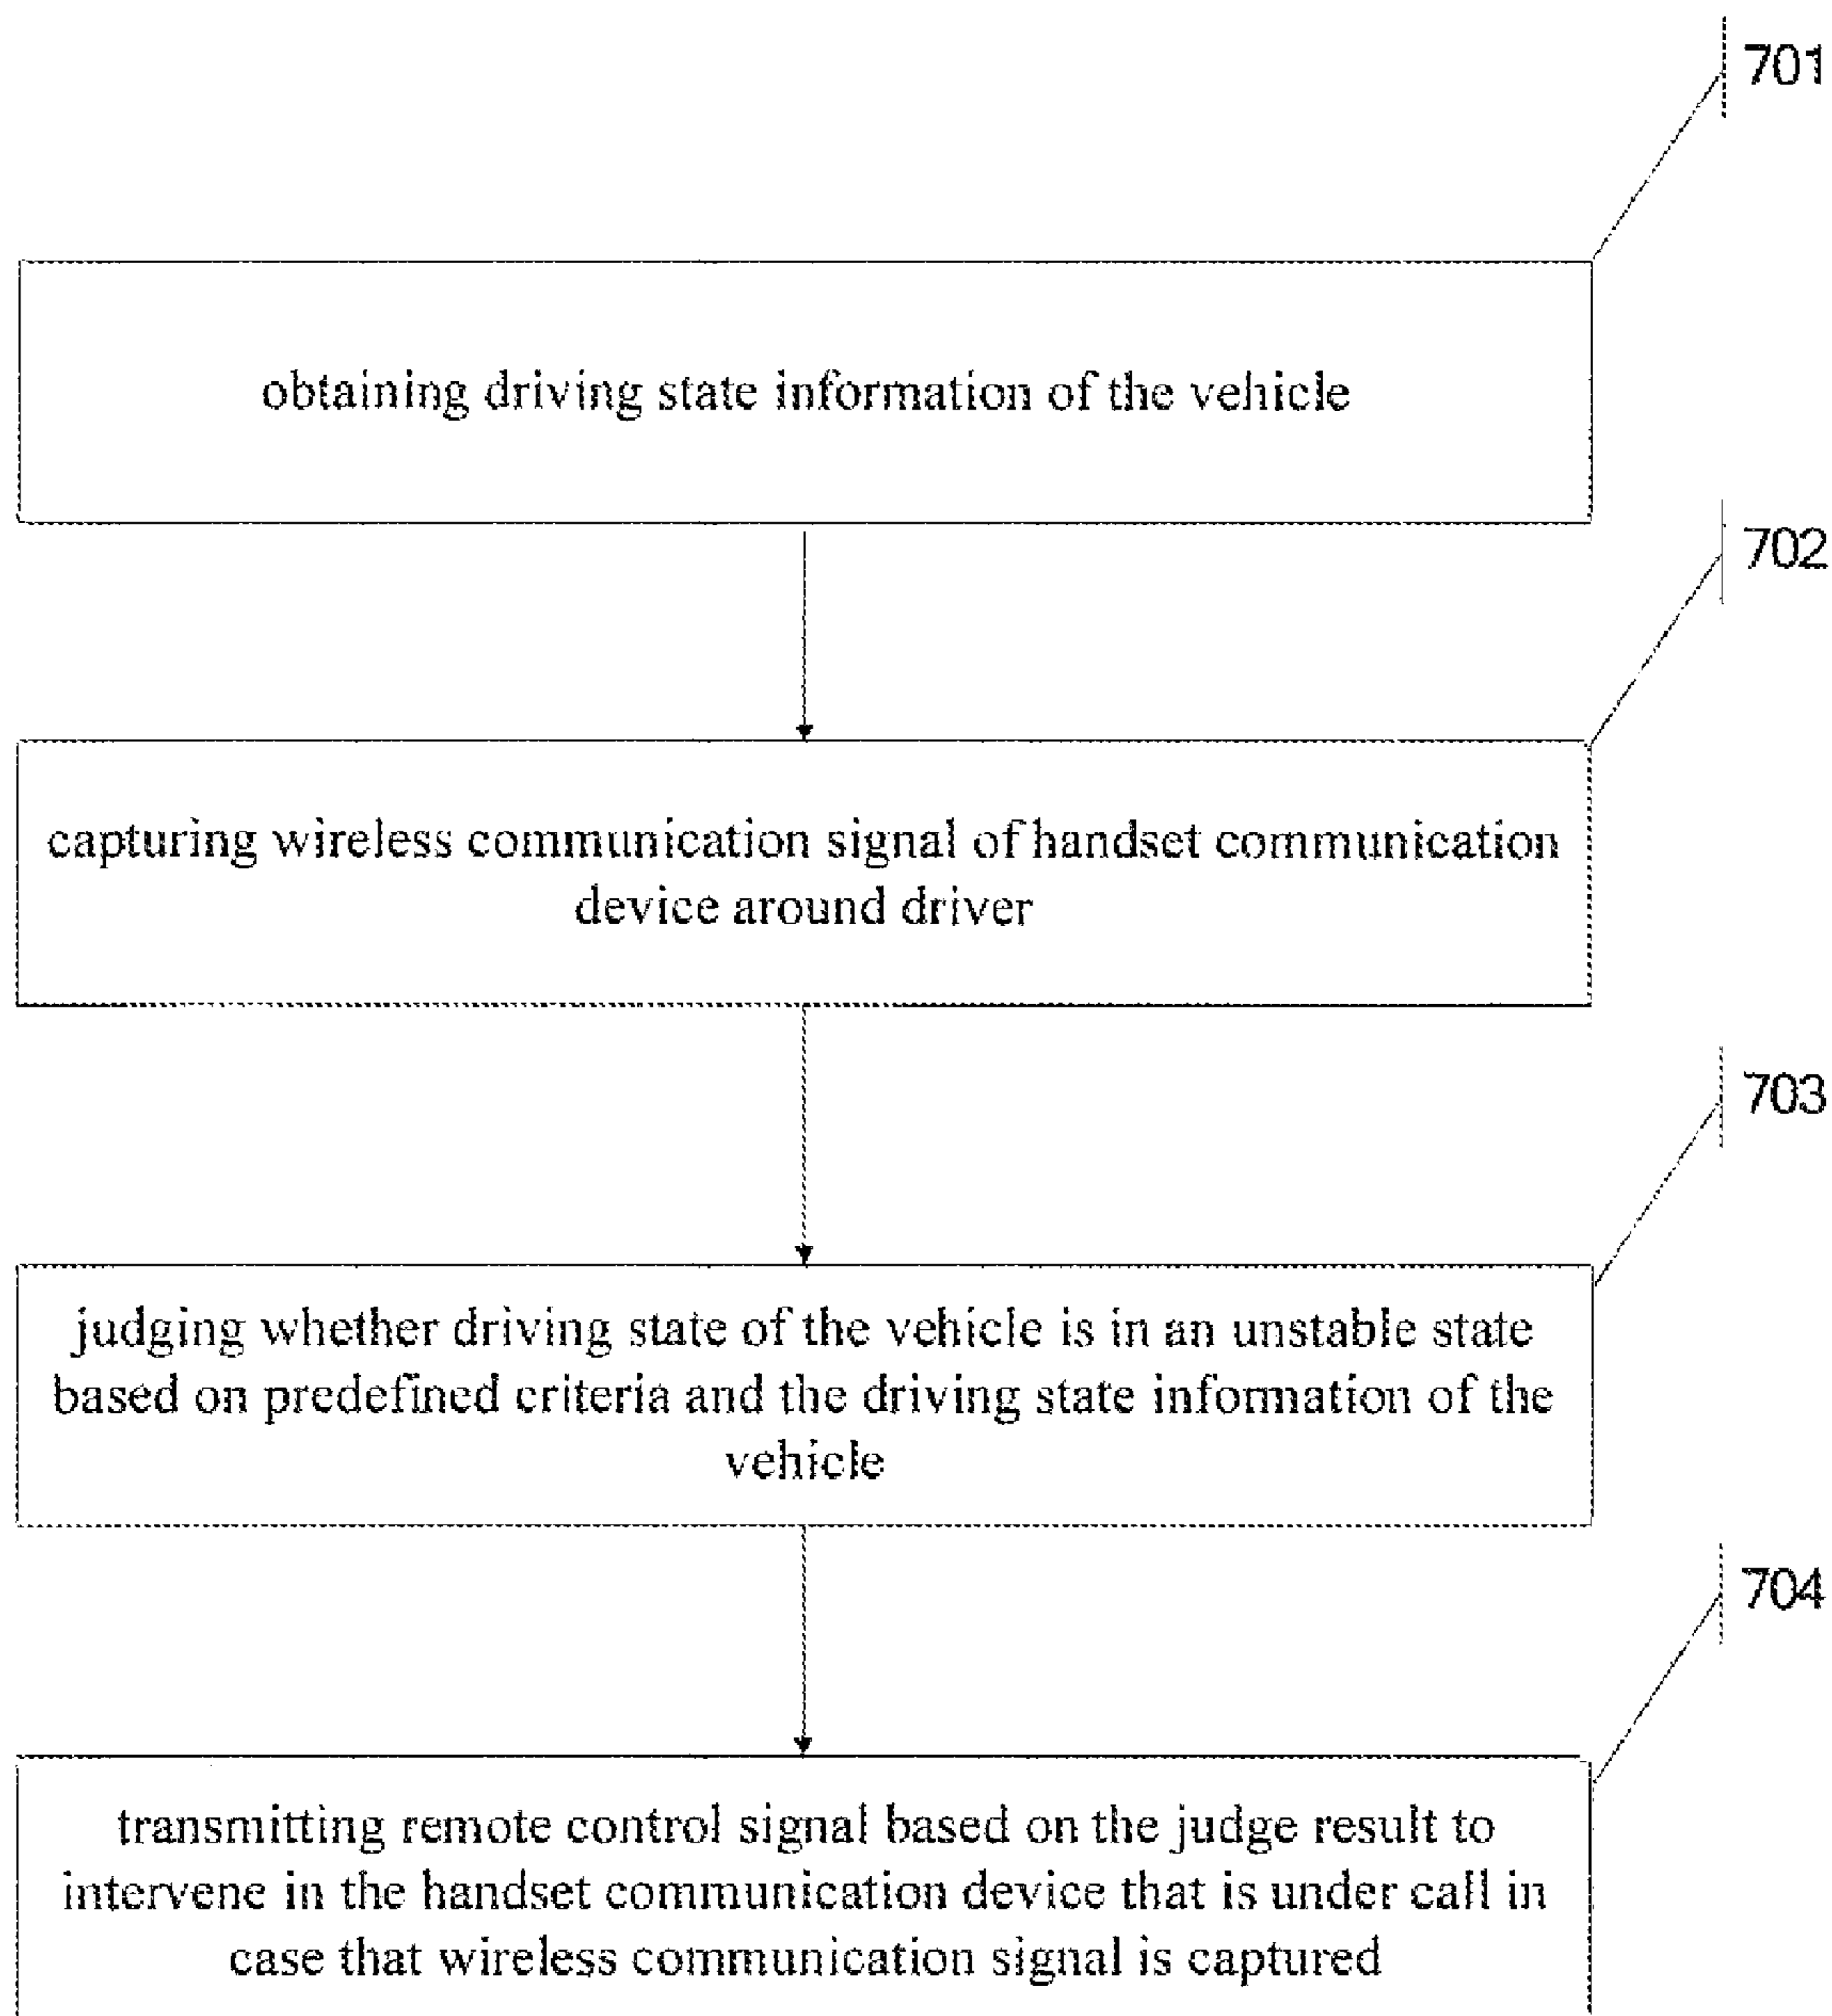 701
obtaining driving state information of the vehicle
702
capturing wireless communication signal of handset communication
device around driver
703
judging whether driving state of the vehicle is in an unstable state
based on predefined criteria and the driving state information of the
vehicle
704
transmitting remote control signal based on the judge result to
intervene in the handset communication device that is under call in
case that wireless communication signal is captured